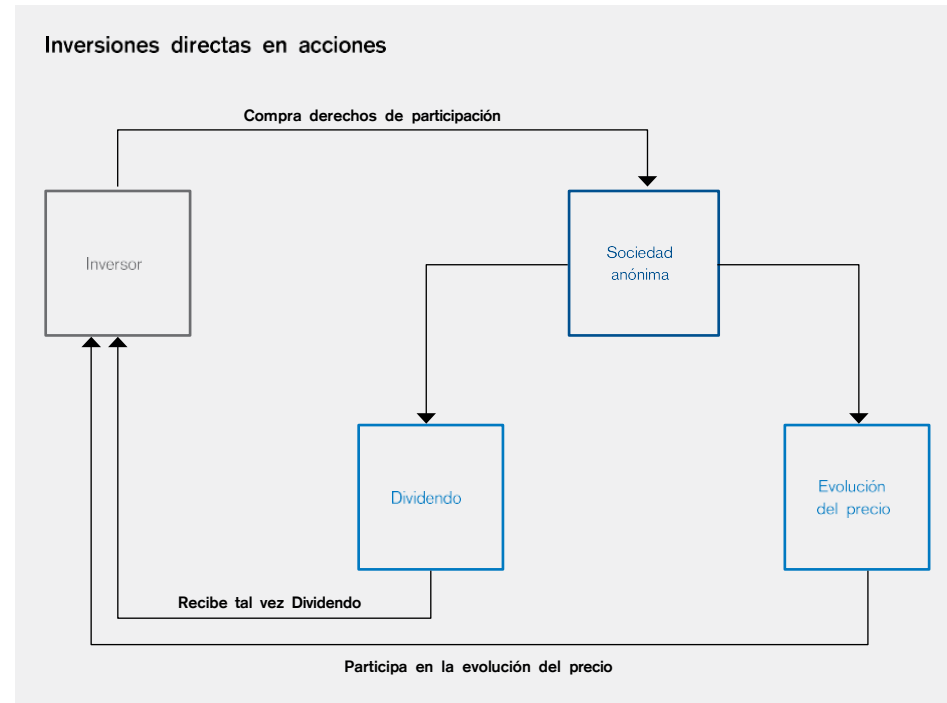 Inversiones directas en acciones
Compra derechos de participación
Inversor
Sociedad
anónima
Dividendo
Evolución
del precio
Recibe tal vez Dividendo
Participa en la evolución del precio